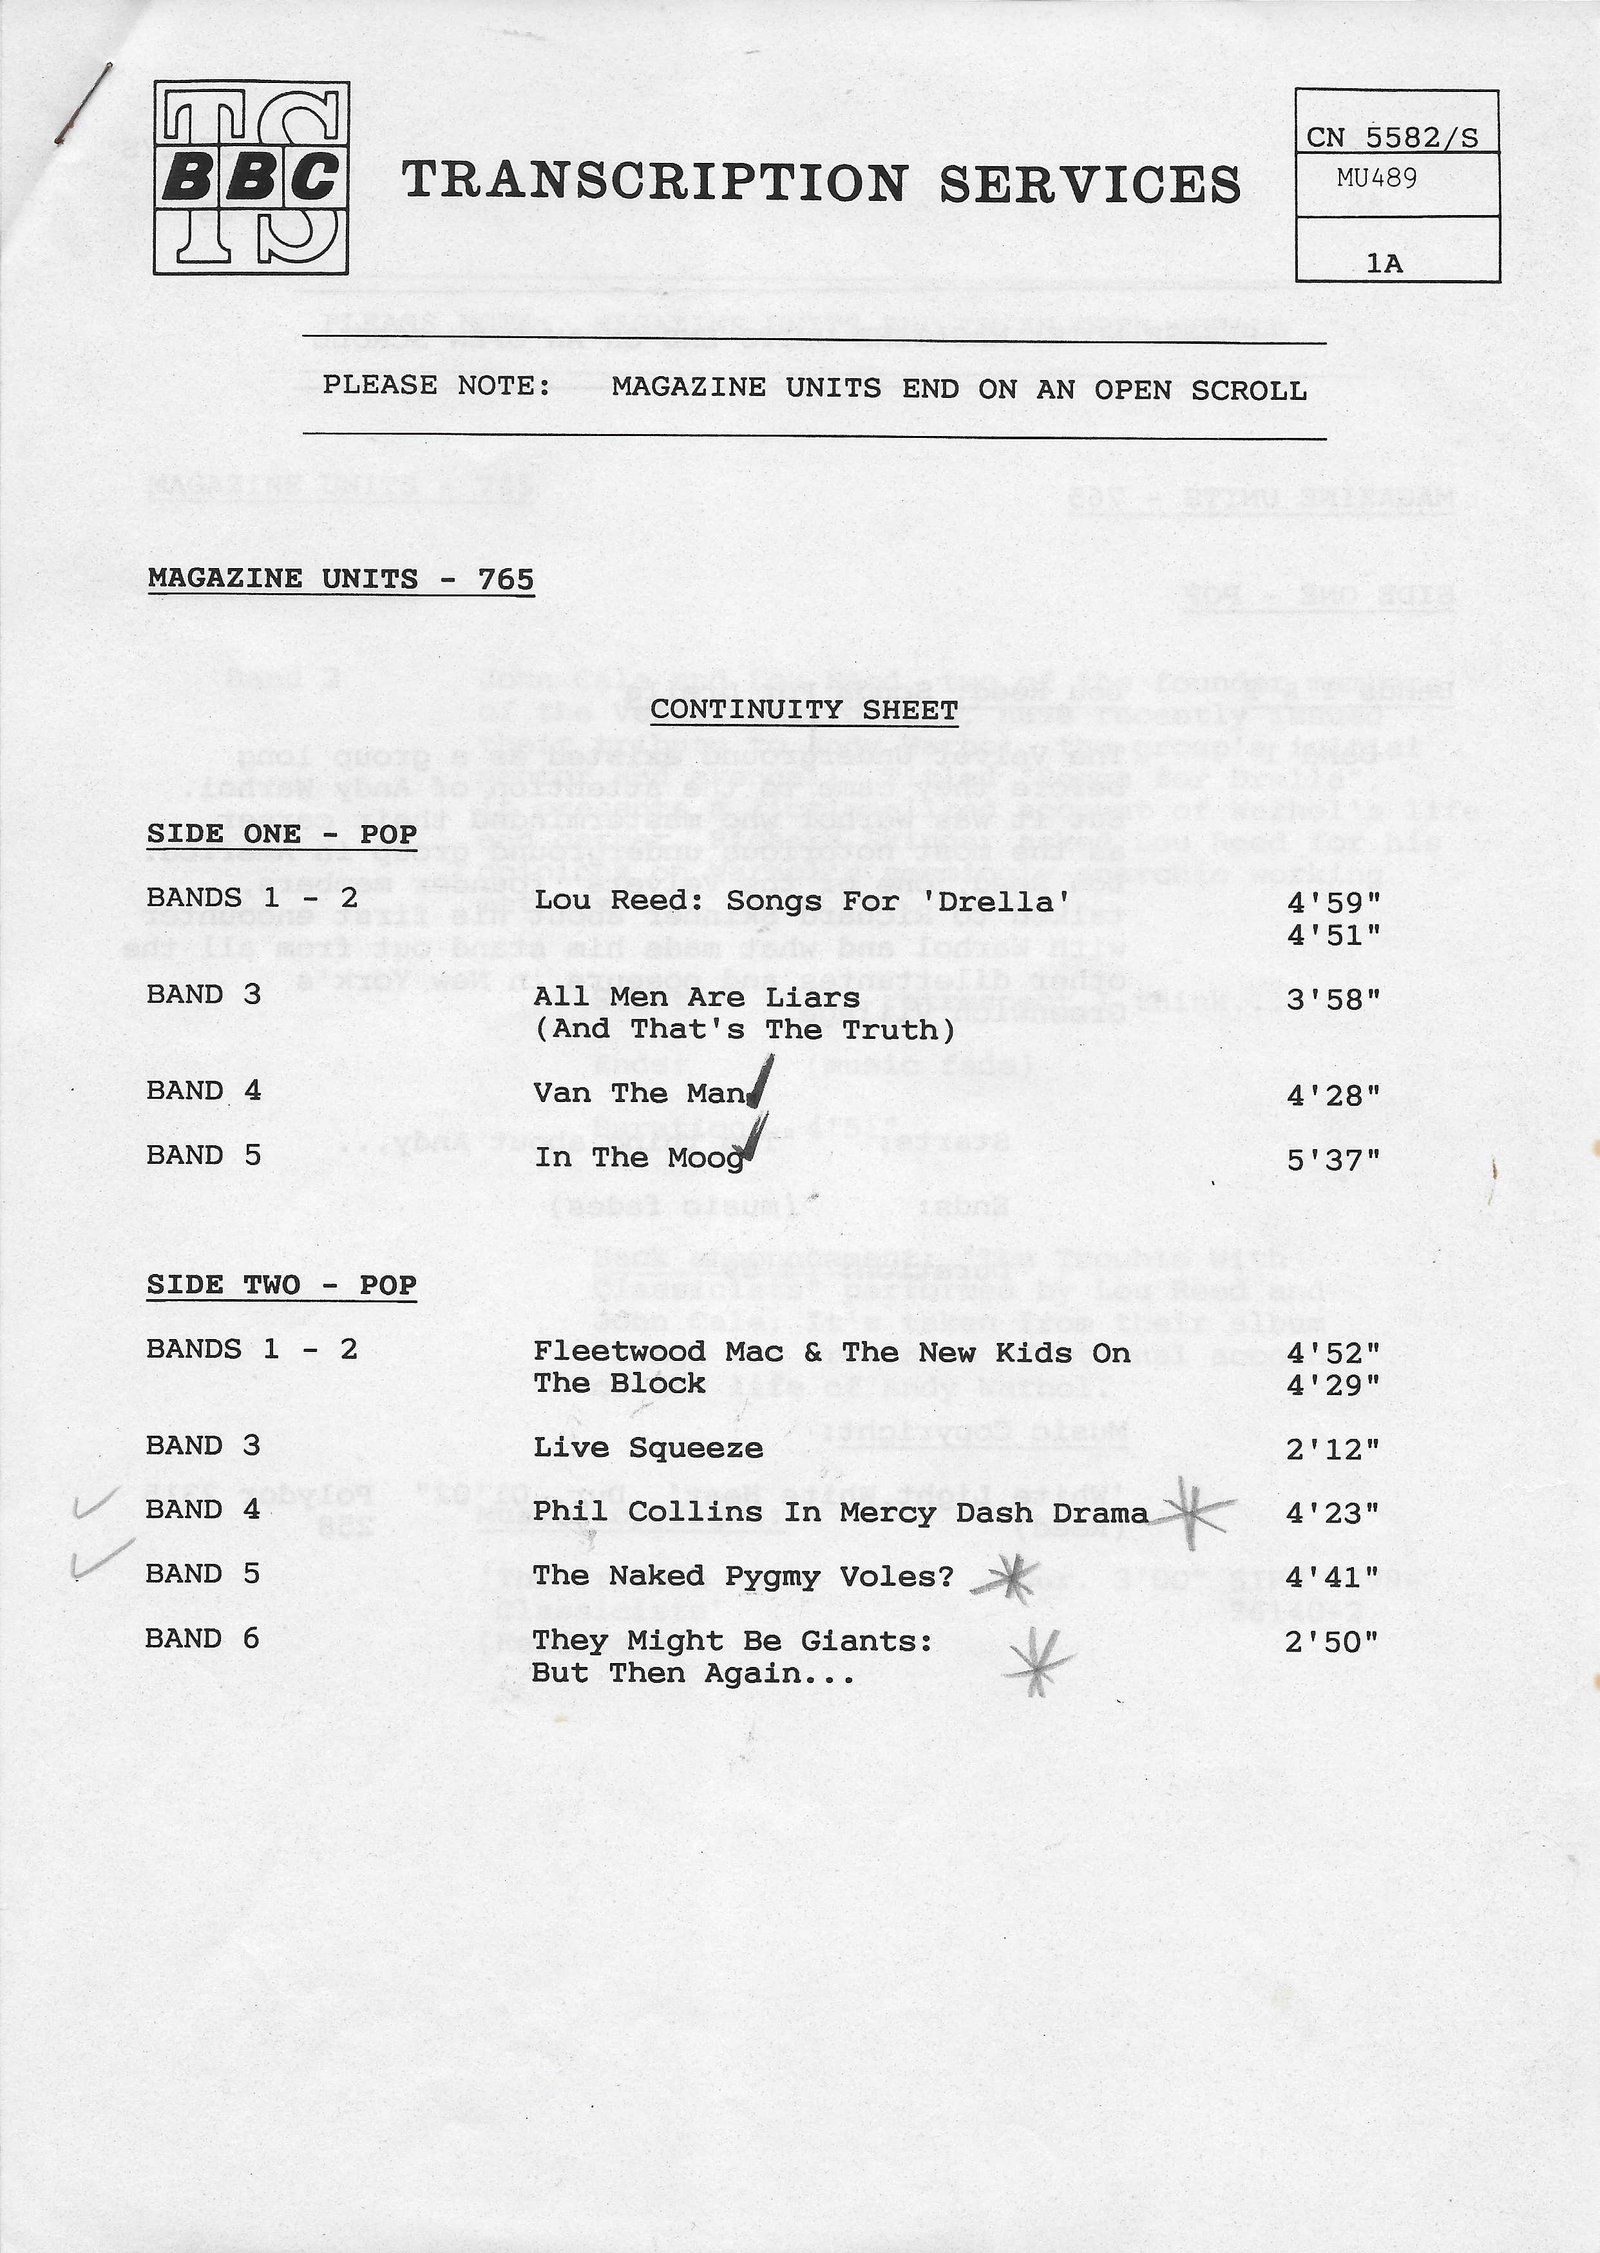 TS
BBC
TRANSCRIPTION SERVICES
CN 5582/S
MU489
1A
PLEASE NOTE: MAGAZINE UNITS END ON AN OPEN SCROLL
MAGAZINE UNITS - 765
CONTINUITY SHEET
SIDE ONE - POP
BANDS 1 - 2 Lou Reed: Songs For 'Drella' 4'59"
4'51"
BAND 3 All Men Are Liars 3'58"
(And That's The Truth)
BAND 4 Van The Man 4'28"
BAND 5 In The Moog 5'37"
SIDE TWO - POP
BANDS 1 - 2 Fleetwood Mac & The New Kids On 4'52"
The Block 4'29"
BAND 3 Live Squeeze 2'12"
BAND 4 Phil Collins In Mercy Dash Drama 4'23"
BAND 5 The Naked Pygmy Voles? 4'41"
BAND 6 They Might Be Giants: 2'50"
But Then Again...